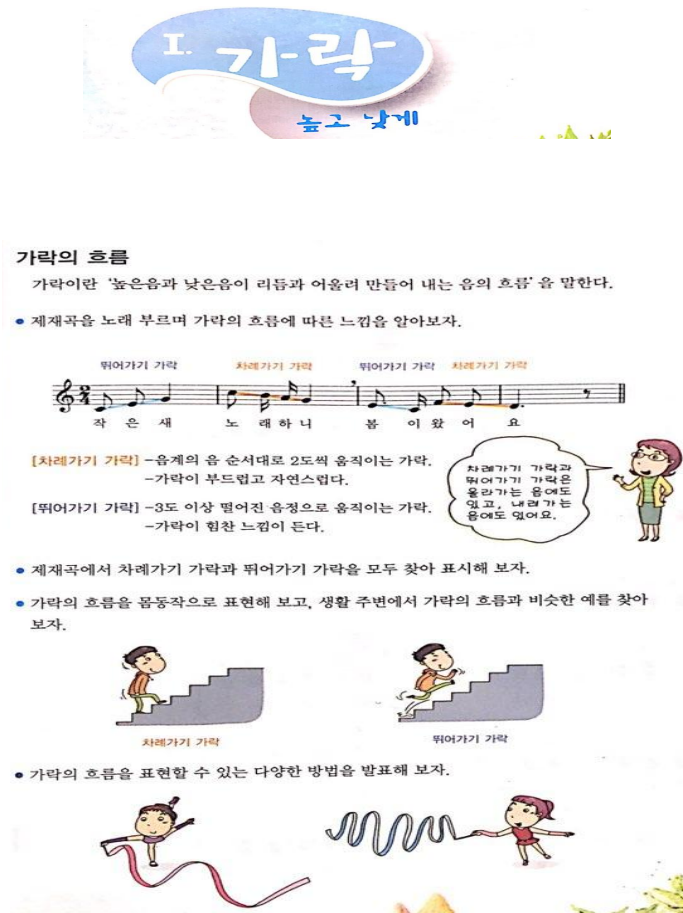 I. 가락
높고 낮게
가락의 흐름
가락이란 '높은음과 낮은음이 리듬과 어울려 만들어 내는 음의 흐름'을 말한다.
• 제재곡을 노래 부르며 가락의 흐름에 따른 느낌을 알아보자.
뛰어가기 가락 차례가기 가락 뛰어가기 가락 차례가기 가락
2
4
작 은 새 노 래 하 니 봄 이 왔 어 요
[차례가기 가락] -음계의 음 순서대로 2도씩 움직이는 가락.
-가락이 부드럽고 자연스럽다.
[뛰어가기 가락] -3도 이상 떨어진 음정으로 움직이는 가락.
-가락이 힘찬 느낌이 든다.
차례가기 가락과
뛰어가기 가락은
올라가는 음에도
있고, 내려가는
음에도 있어요.
• 제재곡에서 차례가기 가락과 뛰어가기 가락을 모두 찾아 표시해 보자.
• 가락의 흐름을 몸동작으로 표현해 보고, 생활 주변에서 가락의 흐름과 비슷한 예를 찾아
보자.
차례가기 가락 뛰어가기 가락
• 가락의 흐름을 표현할 수 있는 다양한 방법을 발표해 보자.